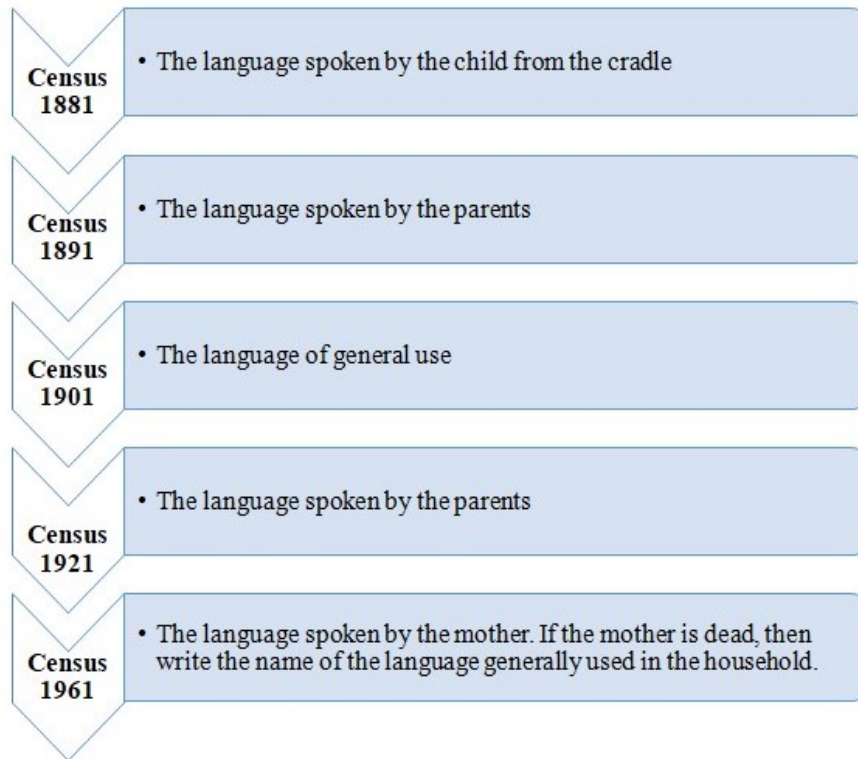 Census
1881
• The language spoken by the child from the cradle
Census
1891
• The language spoken by the parents
Census
1901
• The language of general use
Census
1921
• The language spoken by the parents
Census
1961
• The language spoken by the mother. If the mother is dead, then
write the name of the language generally used in the household.